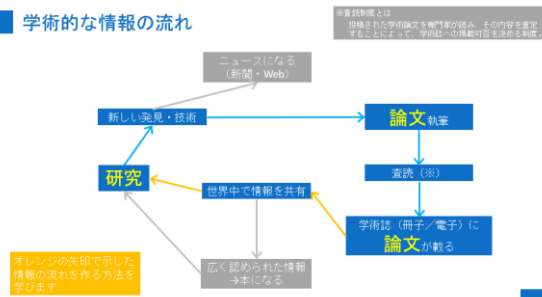 学術的な情報の流れ
※査読制度とは
投稿された学術論文を専門家が読み、その内容を査定
することによって、学術誌への掲載可否を決める制度。
ニュースになる
（新聞・Web）
新しい発見・技術
論文執筆
研究
査読（※）
世界中で情報を共有
学術誌（冊子／電子）に
論文が載る
オレンジの矢印で示した
情報の流れを作る方法を
学びます
広く認められた情報
→本になる